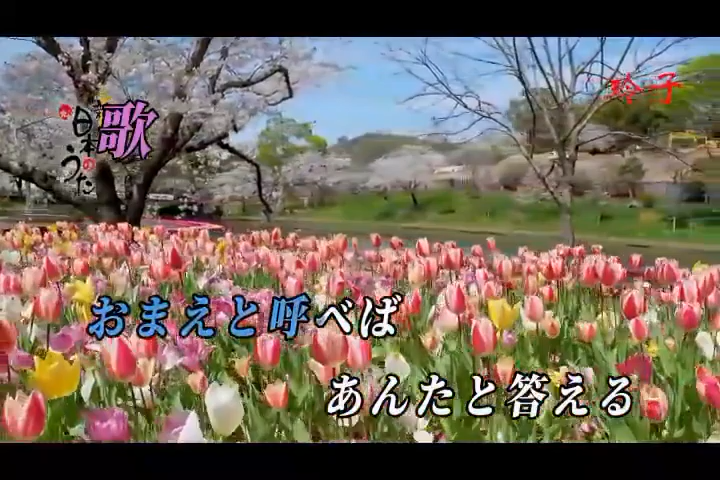 歌
日本のうた
玲子
おまえと呼べば
あんたと答える